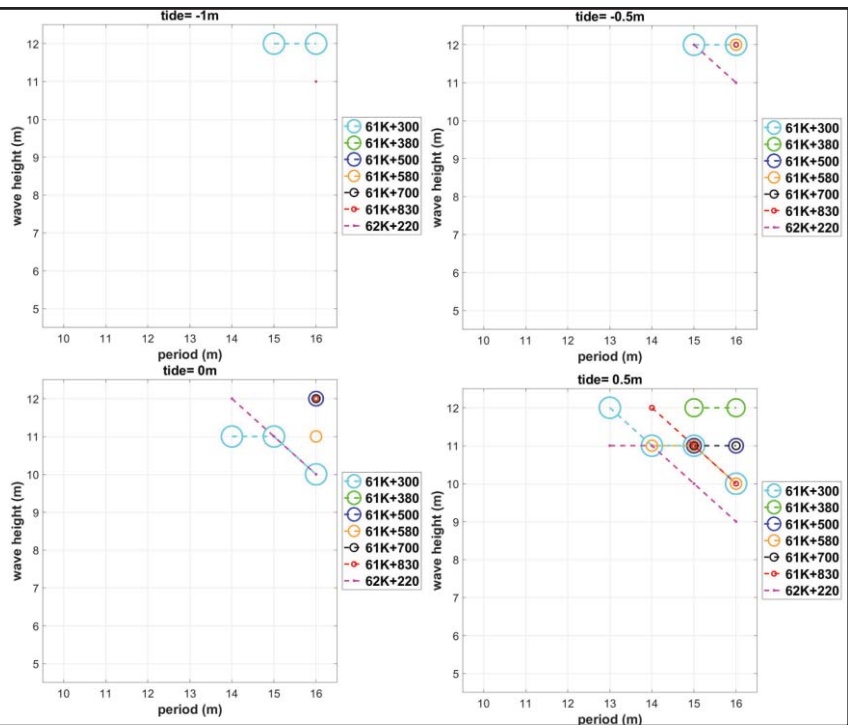 tide= -1m
12
11
10
9
8
7
6
5
wave height (m)
10 11 12 13 14 15 16
period (m)
61K+300
61K+380
61K+500
61K+580
61K+700
61K+830
62K+220
tide= -0.5m
12
11
10
9
8
7
6
5
wave height (m)
10 11 12 13 14 15 16
period (m)
61K+300
61K+380
61K+500
61K+580
61K+700
61K+830
62K+220
tide= 0m
12
11
10
9
8
7
6
5
wave height (m)
10 11 12 13 14 15 16
period (m)
61K+300
61K+380
61K+500
61K+580
61K+700
61K+830
62K+220
tide= 0.5m
12
11
10
9
8
7
6
5
wave height (m)
10 11 12 13 14 15 16
period (m)
61K+300
61K+380
61K+500
61K+580
61K+700
61K+830
62K+220